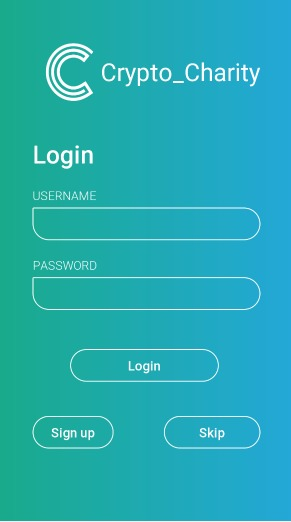 Crypto_Charity
Login
USERNAME
PASSWORD
Login
Sign up
Skip